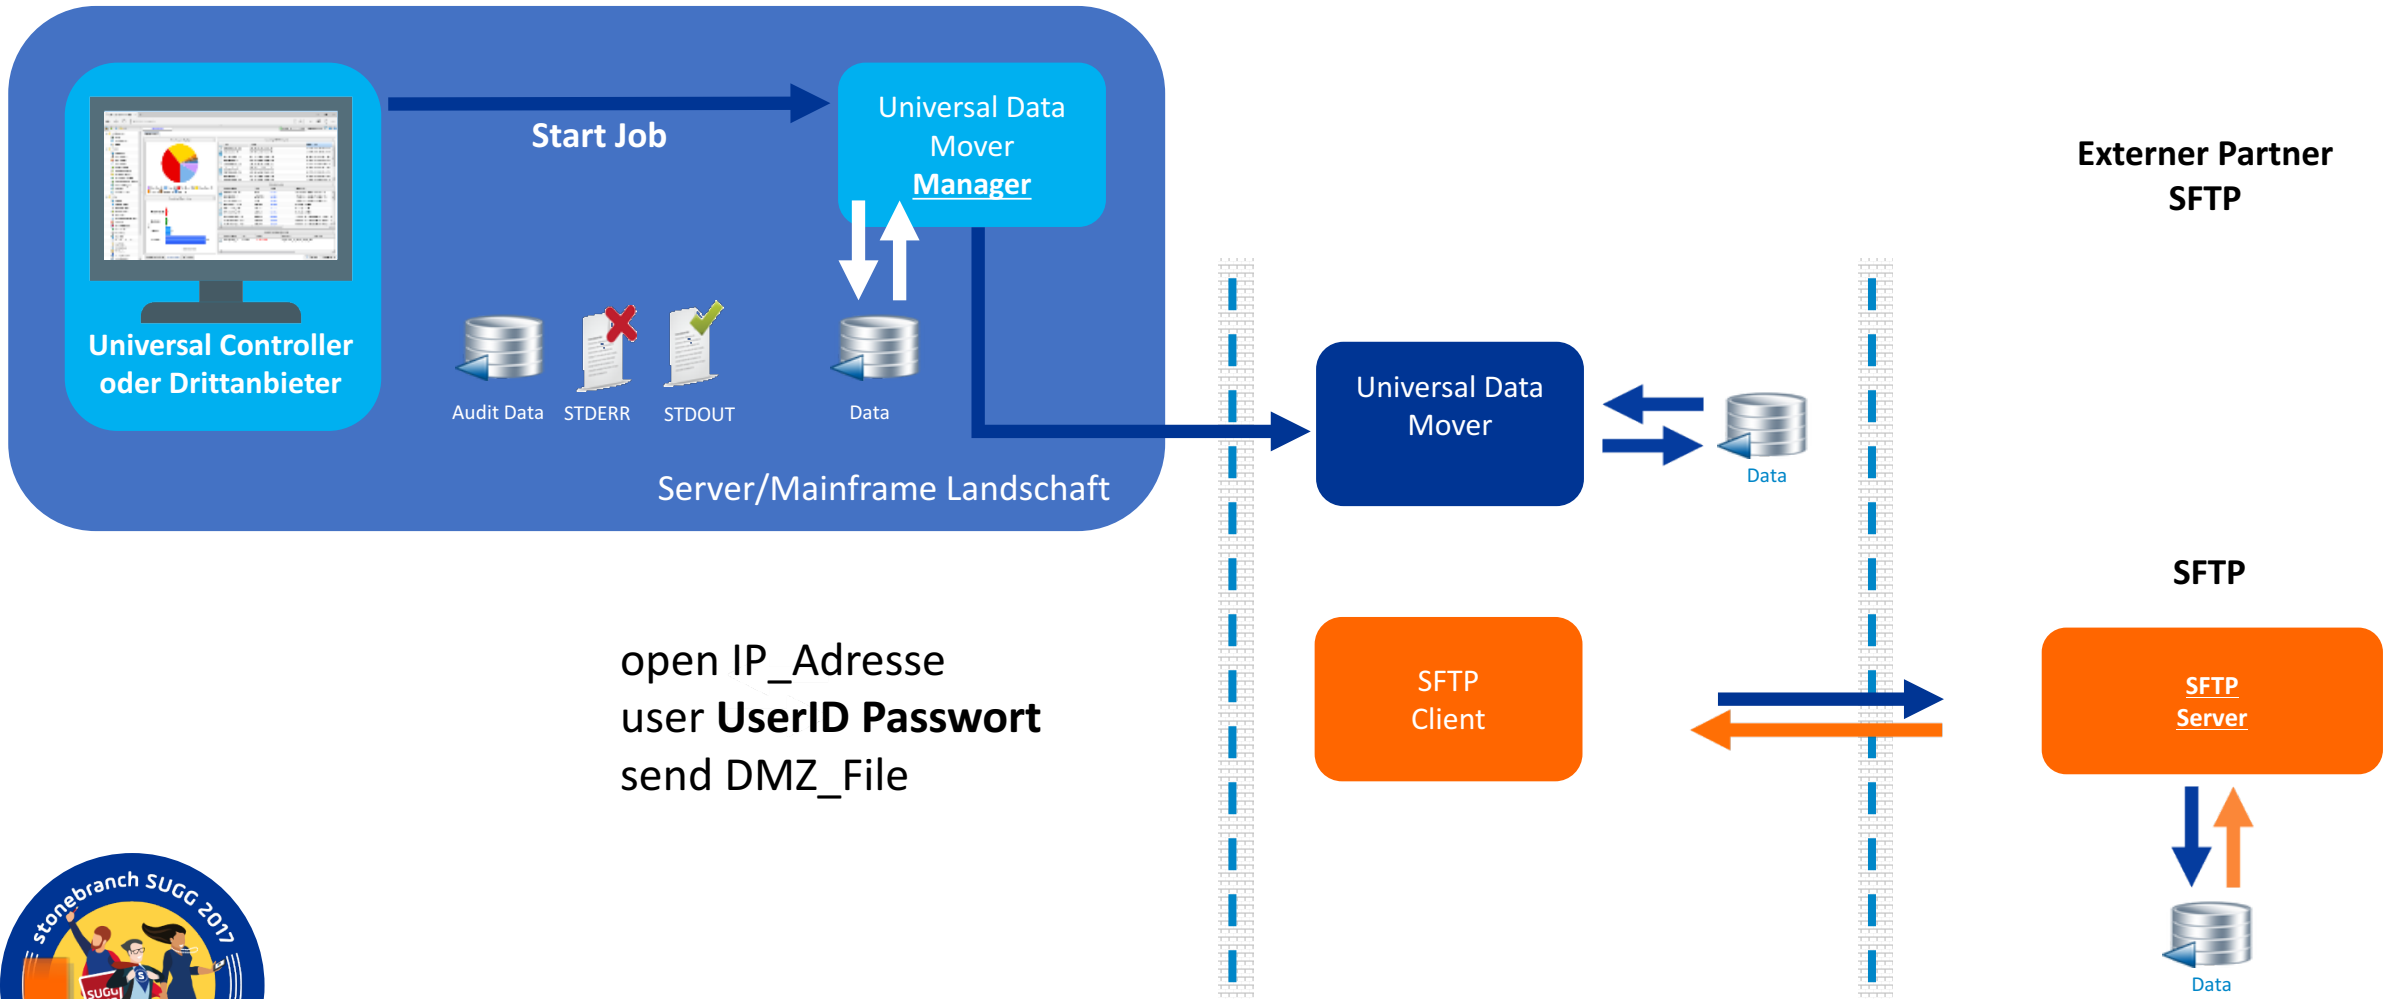 Start Job
Universal Data
Mover
Manager
Universal Controller
oder Drittanbieter
Audit Data
STDERR
STDOUT
Data
Server/Mainframe Landschaft
Externer Partner
SFTP
Universal Data
Mover
Data
SFTP
open IP_Adresse
user UserID Passwort
send DMZ_File
SFTP
Client
SFTP
Server
Data
stonebranch SUGG 2017
SUGG